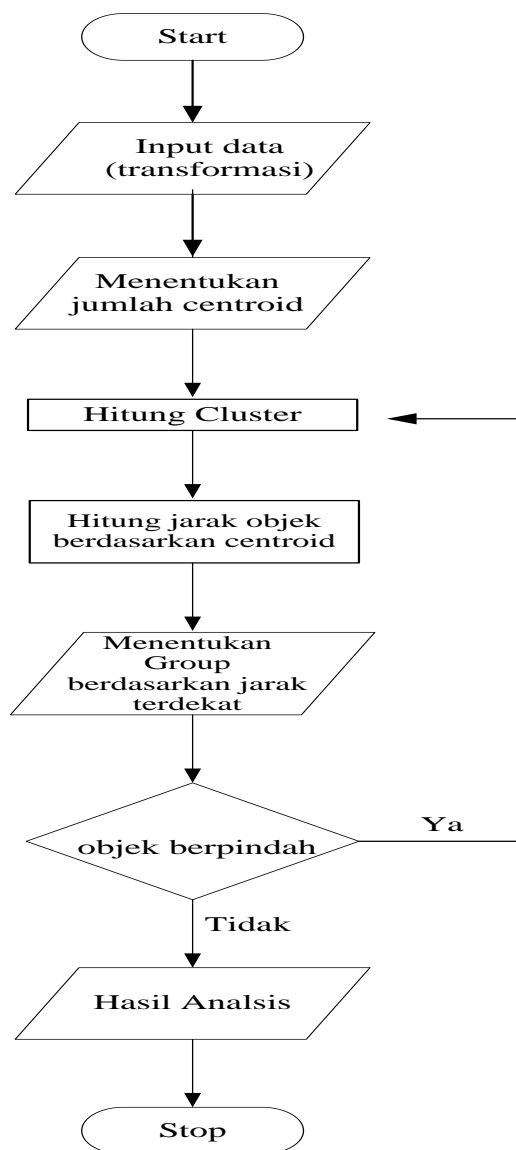 Start
Input data
(transformasi)
Menentukan
jumlah centroid
Hitung Cluster
Hitung jarak objek
berdasarkan centroid
Menentukan
Group
berdasarkan jarak
terdekat
objek berpindah
Ya
Tidak
Hasil Analsis
Stop